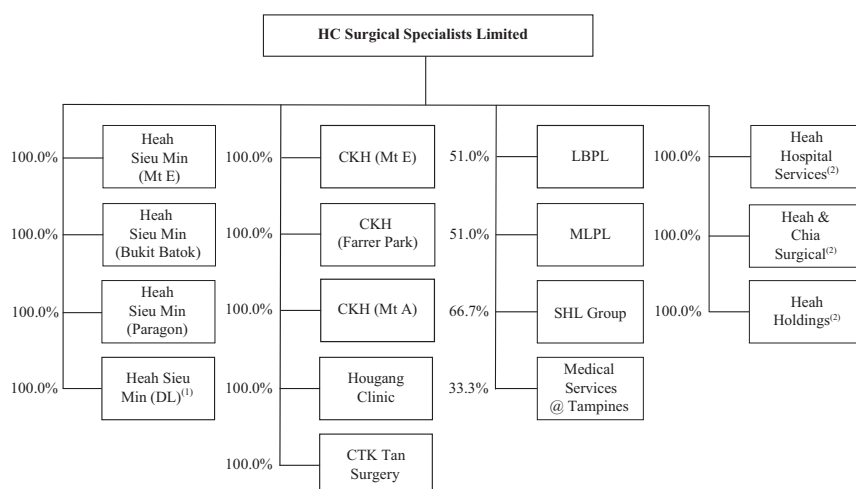 HC Surgical Specialists Limited
100.0%
Heah
Sieu Min
(Mt E)
100.0%
Heah
Sieu Min
(Bukit Batok)
100.0%
Heah
Sieu Min
(Paragon)
100.0%
Heah Sieu
Min (DL)(1)
100.0%
CKH (Mt E)
100.0%
CKH
(Farrer Park)
100.0%
CKH (Mt A)
100.0%
Hougang
Clinic
100.0%
CTK Tan
Surgery
51.0%
LBPL
51.0%
MLPL
66.7%
SHL Group
33.3%
Medical
Services
@ Tampines
100.0%
Heah
Hospital
Services(2)
100.0%
Heah &
Chia
Surgical(2)
100.0%
Heah
Holdings(2)